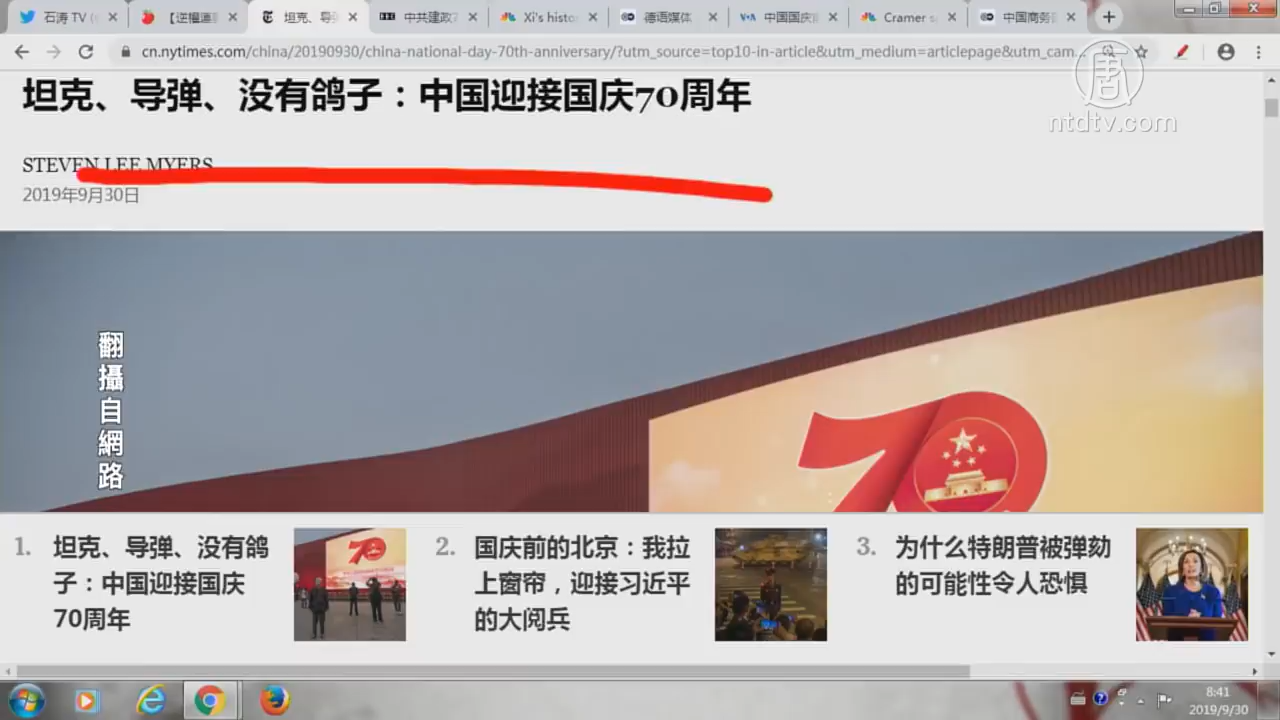 石涛 TV (
【逆權運
坦克、导弹
中共建政7
Xi's histo
德语媒体
中国国庆
Cramer s
中国商务
cn.nytimes.com/china/20190930/china-national-day-70th-anniversary/?utm_source=top10-in-article&utm_medium=articlepage&utm_cam...
唐
ntdtv.com
坦克、导弹、没有鸽子：中国迎接国庆70周年
STEVEN LEE MYERS
2019年9月30日
翻攝自網路
70
1.
坦克、导弹、没有鸽
子：中国迎接国庆
70周年
2.
国庆前的北京：我拉
上窗帘，迎接习近平
的大阅兵
3.
为什么特朗普被弹劾
的可能性令人恐惧
8:41
2019/9/30